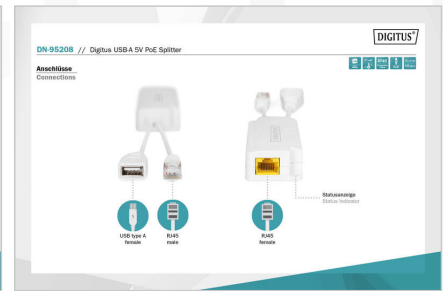 DIGITUS®
DN-95208 // Digitus USB-A 5V PoE Splitter
Anschlüsse
Connections
DIGITUS
Statusanzeige
Status Indicator
USB type A
female
RJ45
male
RJ45
female